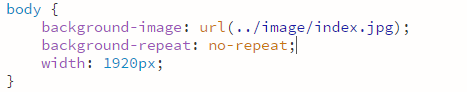 body {
    background-image: url(../image/index.jpg);
    background-repeat: no-repeat;
    width: 1920px;
}